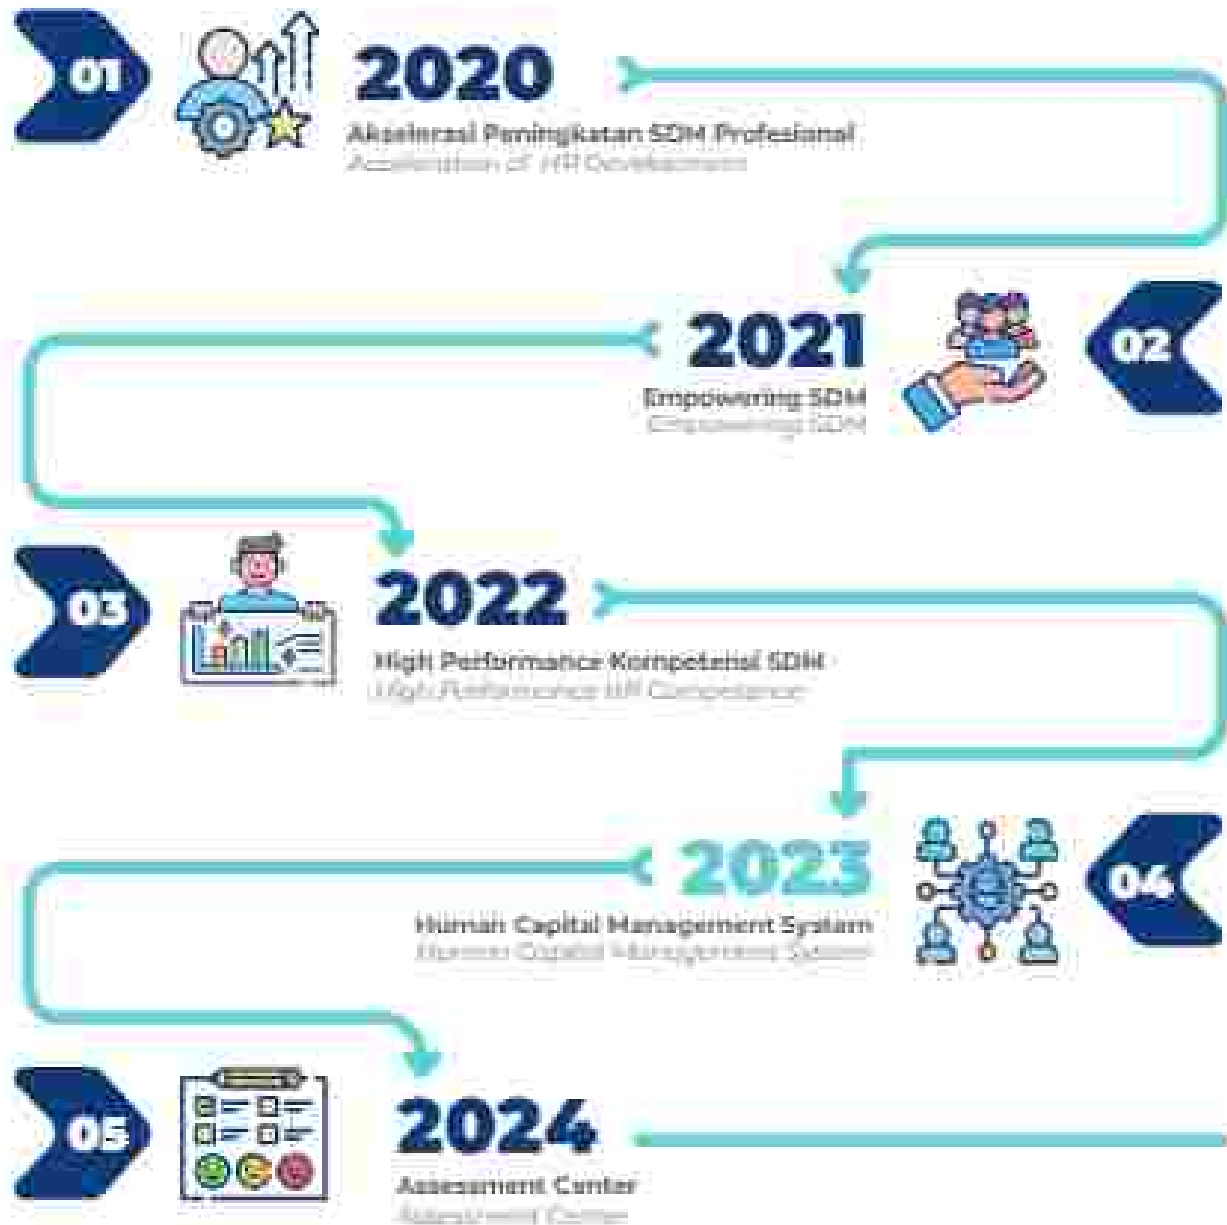 01
2020
Akselerasi Peningkatan SDM Profesional
Acceleration of HR Development
2021
02
Empowering SDM
Empowering SDM
03
2022
High Performance Kompetensi SDM
High Performance HR Competence
2023
04
Human Capital Management System
Human Capital Management System
05
2024
Assessment Center
Assessment Center